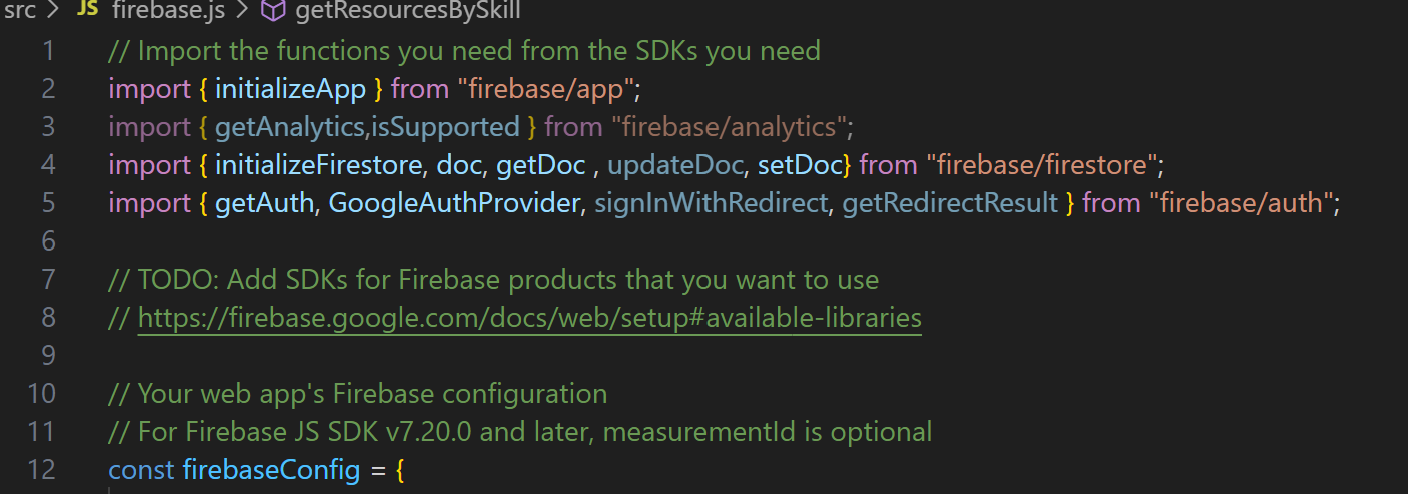 src > JS firebase.js > getResourcesBySkill
1 // Import the functions you need from the SDKs you need
2 import { initializeApp } from "firebase/app";
3 import { getAnalytics,isSupported } from "firebase/analytics";
4 import { initializeFirestore, doc, getDoc , updateDoc, setDoc} from "firebase/firestore";
5 import { getAuth, GoogleAuthProvider, signInWithRedirect, getRedirectResult } from "firebase/auth";
6
7 // TODO: Add SDKs for Firebase products that you want to use
8 // https://firebase.google.com/docs/web/setup#available-libraries
9
10 // Your web app's Firebase configuration
11 // For Firebase JS SDK v7.20.0 and later, measurementId is optional
12 const firebaseConfig = {